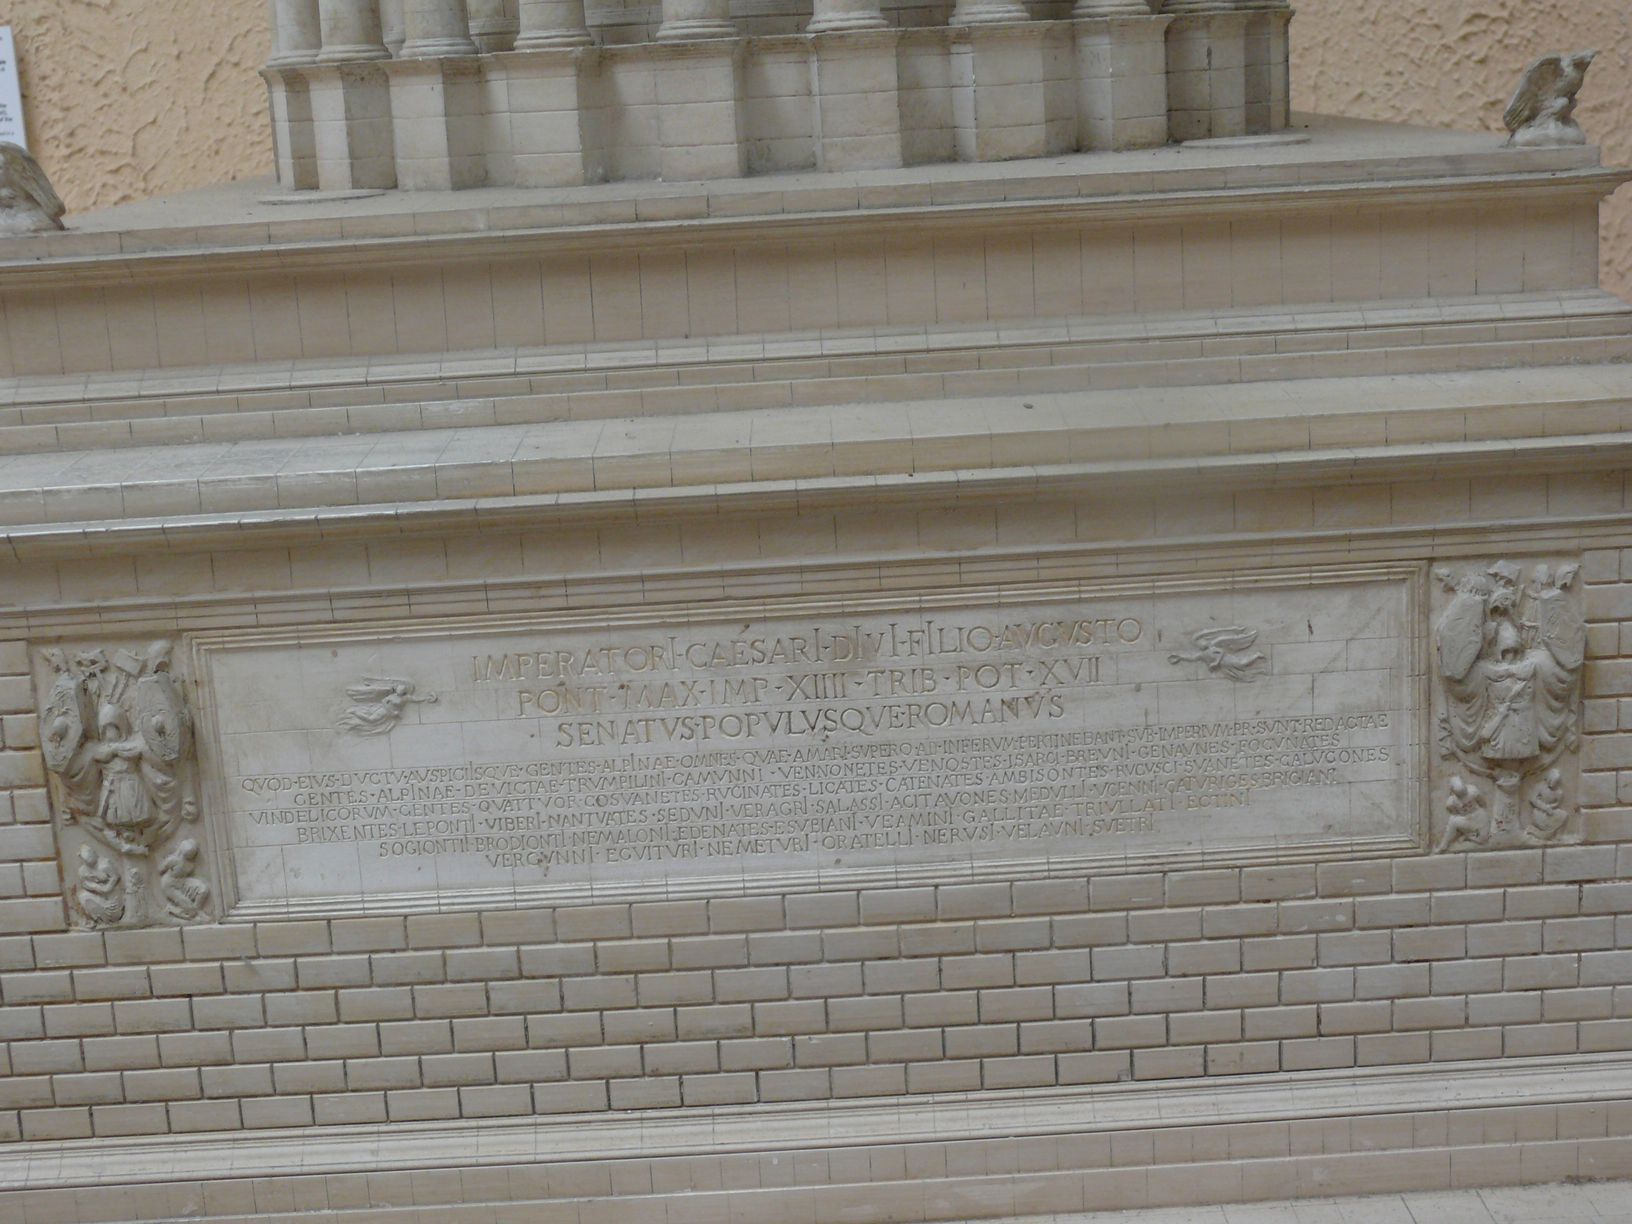 IMPERATORI·CAESARI·DIVI·FILIO·AVGVSTO
PONT·MAX·IMP·XIIII·TRIB·POT·XVII
SENATVS·POPVLVSQVE·ROMANVS
QVOD·EIVS·DVCTV·AVSPICIISQVE·GENTES·ALPINAE·OMNES·QVAE·A·MARI·SVPERO·AD·INFERVM·PERTINEBANT·SVB·IMPERIVM·PR·SVNT·REDACTAE
GENTES·ALPINAE·DEVICTAE·TRVMPILINI·CAMVNNI·VENNONETES·VENOSTES·ISARCI·BREVNI·GENAVNES·FOCVNATES
VINDELICORVM·GENTES·QVATTVOR·COSVANETES·RVCINATES·LICATES·CATENATES·AMBISONTES·RVGVSCI·SVANETES·CALVCONES
BRIXENTES·LEPONTI·VIBERI·NANTVATES·SEDVNI·VERAGRI·SALASSI·ACITAVONES·MEDVLLI·VCENNI·CATVRIGES·BRIGIANI
SOGIONTII·BRODIONTI·NEMALONI·EDENATES·ESVBIANI·VEAMINI·GALLITAE·TRIVLLATI·ECTINI
VERGVNNI·EGVITVRI·NEMETVRI·ORATELLI·NERVSI·VELAVNI·SVETRI